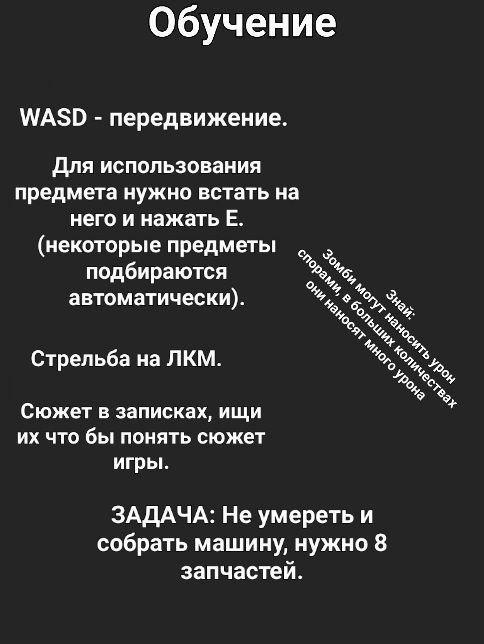 Обучение
WASD - передвижение.
Для использования
предмета нужно встать на
него и нажать E.
(некоторые предметы
подбираются
автоматически).
Знай:
Зомби могут наносить урон
спорами, в больших количествах
они наносят много урона
Стрельба на ЛКМ.
Сюжет в записках, ищи
их что бы понять сюжет
игры.
ЗАДАЧА: Не умереть и
собрать машину, нужно 8
запчастей.